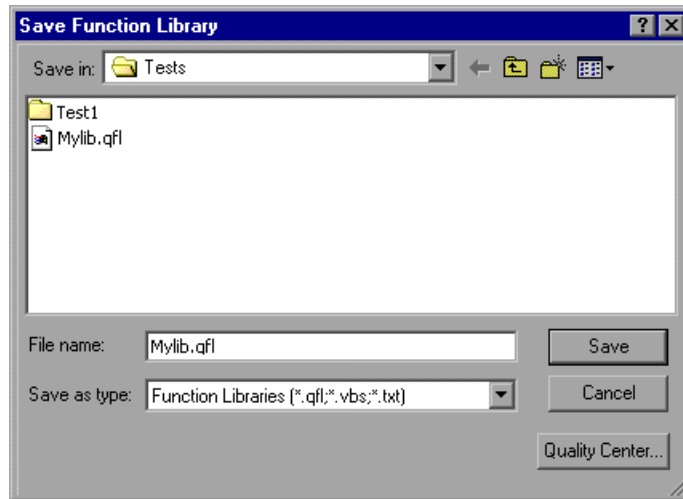 Save Function Library
Save in: Tests
Test1
Mylib.qfl
File name: Mylib.qfl Save
Save as type: Function Libraries (*.qfl;*.vbs;*.txt) Cancel
Quality Center...